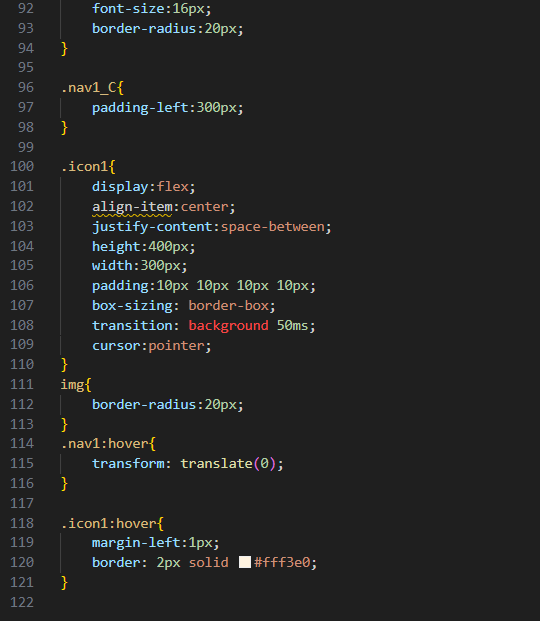 92 font-size:16px;
93 border-radius:20px;
94 }
95
96 .nav1_C{
97 padding-left:300px;
98 }
99
100 .icon1{
101 display:flex;
102 align-item:center;
103 justify-content:space-between;
104 height:400px;
105 width:300px;
106 padding:10px 10px 10px 10px;
107 box-sizing: border-box;
108 transition: background 50ms;
109 cursor:pointer;
110 }
111 img{
112 border-radius:20px;
113 }
114 .nav1:hover{
115 transform: translate(0);
116 }
117
118 .icon1:hover{
119 margin-left:1px;
120 border: 2px solid #fff3e0;
121 }
122